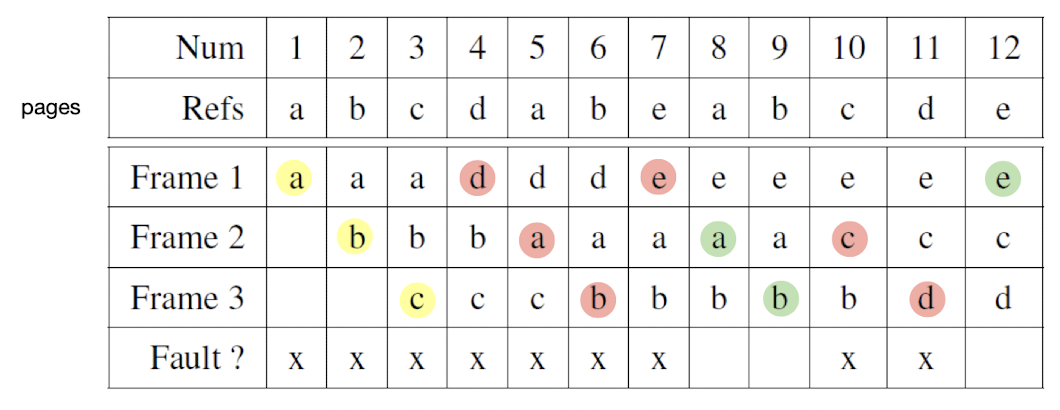 Num 1 2 3 4 5 6 7 8 9 10 11 12
pages Refs a b c d a b e a b c d e
Frame 1 a a a d d d e e e e e e
Frame 2 b b b a a a a a c c c
Frame 3 c c c b b b b b d d
Fault ? x x x x x x x x x